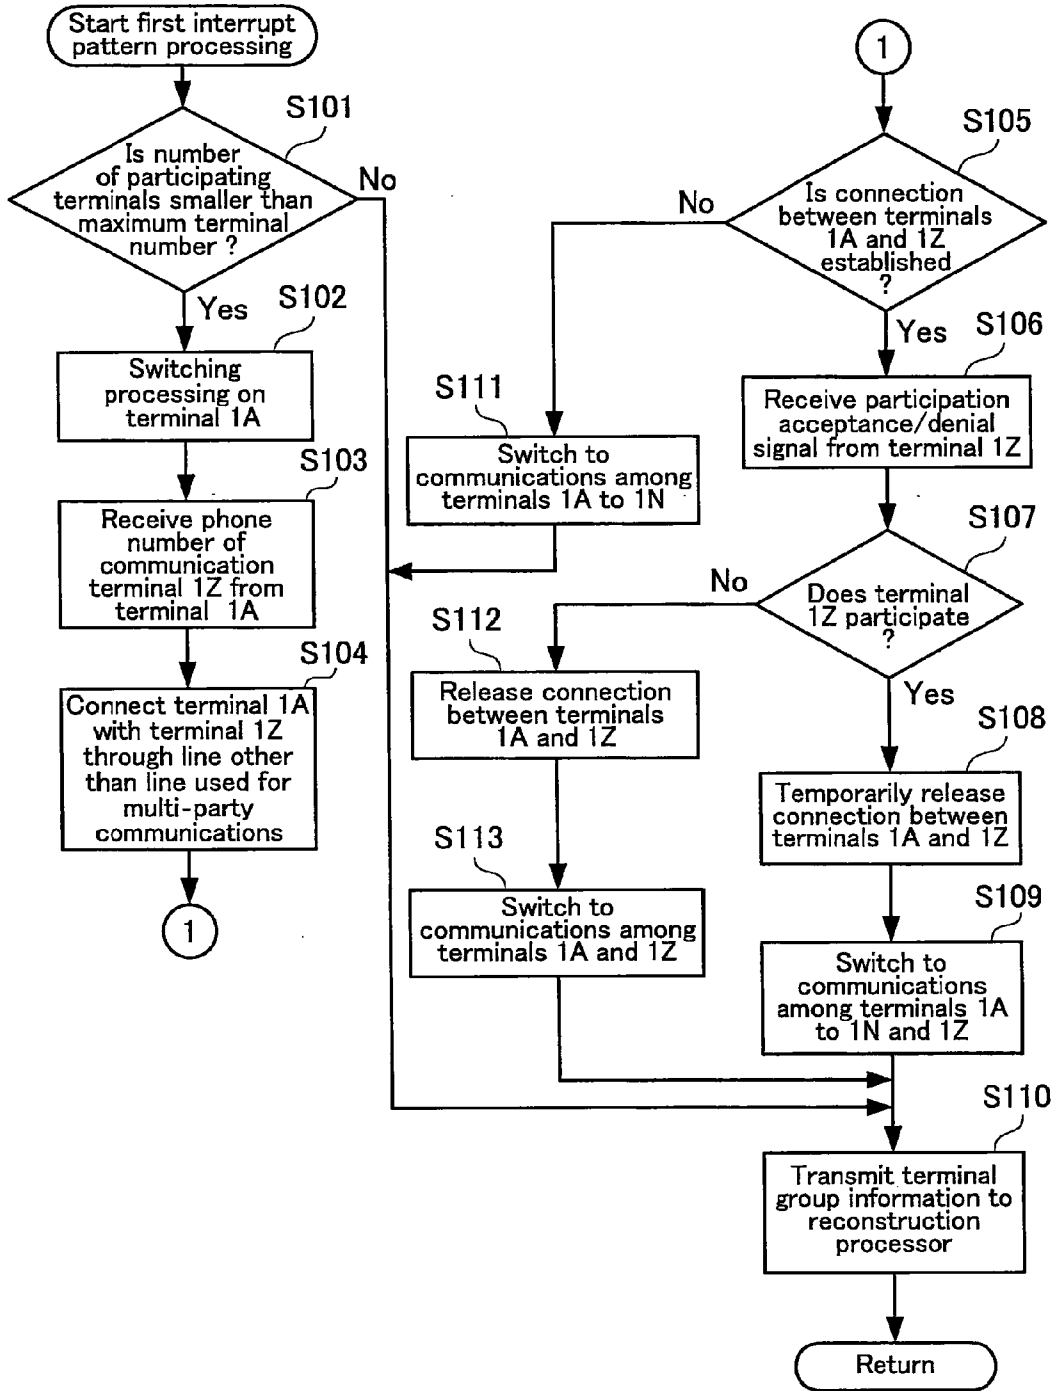 Start first interrupt
pattern processing
S101
Is number
of participating
terminals smaller than
maximum terminal
number ?
No
Yes
S102
Switching
processing on
terminal 1A
S103
Receive phone
number of
communication
terminal 1Z from
terminal 1A
S104
Connect terminal 1A
with terminal 1Z
through line other
than line used for
multi-party
communications
1
1
S105
Is connection
between terminals
1A and 1Z
established
?
No
Yes
S106
Receive participation
acceptance/denial
signal from terminal 1Z
S111
Switch to
communications among
terminals 1A to 1N
S107
Does terminal
1Z participate
?
No
Yes
S112
Release connection
between terminals
1A and 1Z
S108
Temporarily release
connection between
terminals 1A and 1Z
S113
Switch to
communications among
terminals 1A and 1Z
S109
Switch to
communications
among terminals 1A
to 1N and 1Z
S110
Transmit terminal
group information to
reconstruction
processor
Return